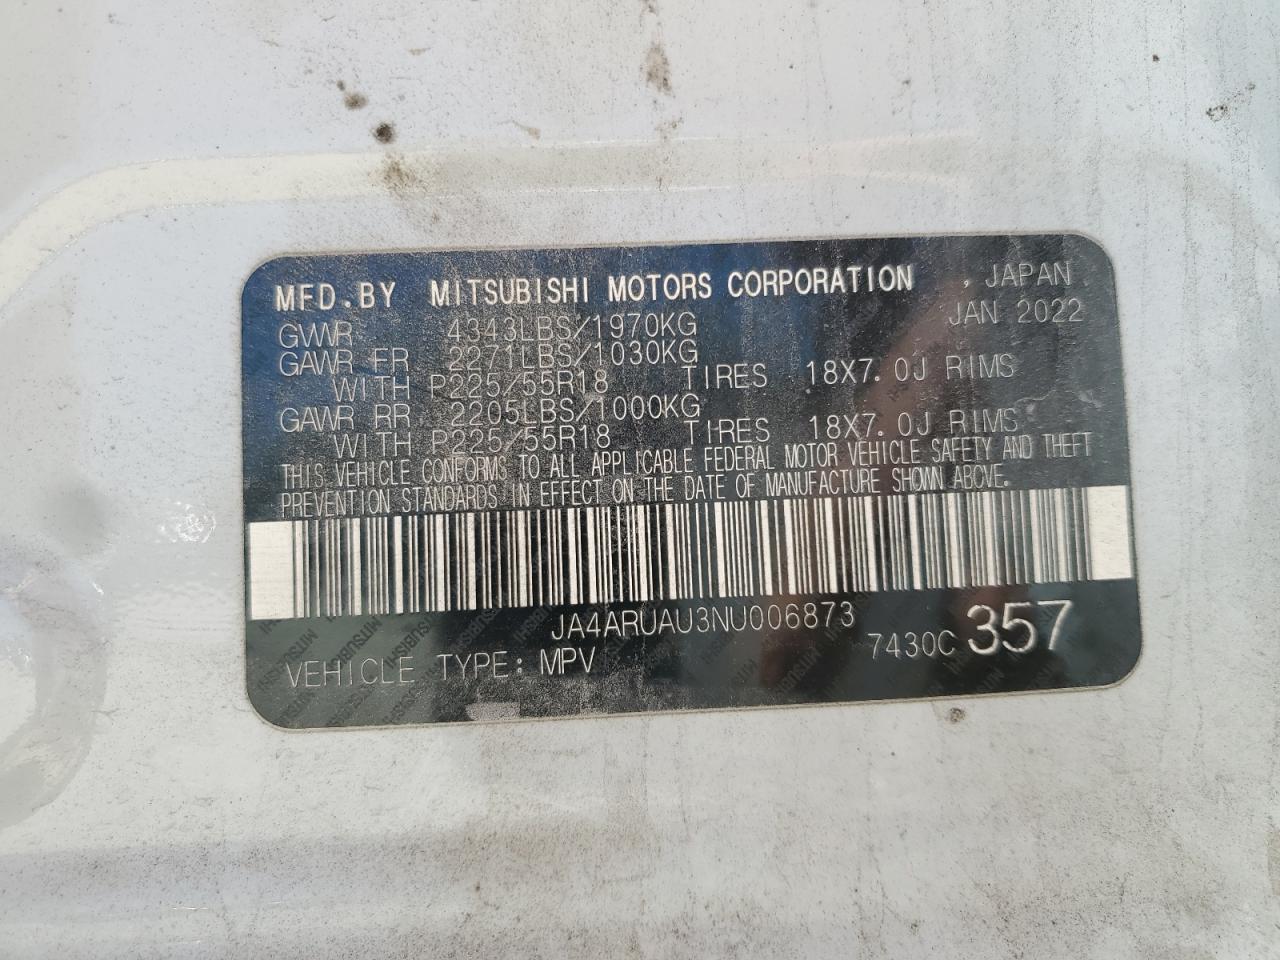 MFD.BY MITSUBISHI MOTORS CORPORATION , JAPAN
GVWR 4343LBS/1970KG JAN 2022
GAWR FR 2271LBS/1030KG
WITH P225/55R18 TIRES 18X7.0J RIMS
GAWR RR 2205LBS/1000KG
WITH P225/55R18 TIRES 18X7.0J RIMS
THIS VEHICLE CONFORMS TO ALL APPLICABLE FEDERAL MOTOR VEHICLE SAFETY AND THEFT
PREVENTION STANDARDS IN EFFECT ON THE DATE OF MANUFACTURE SHOWN ABOVE.
JA4ARUAU3NU006873
VEHICLE TYPE: MPV 7430C 357